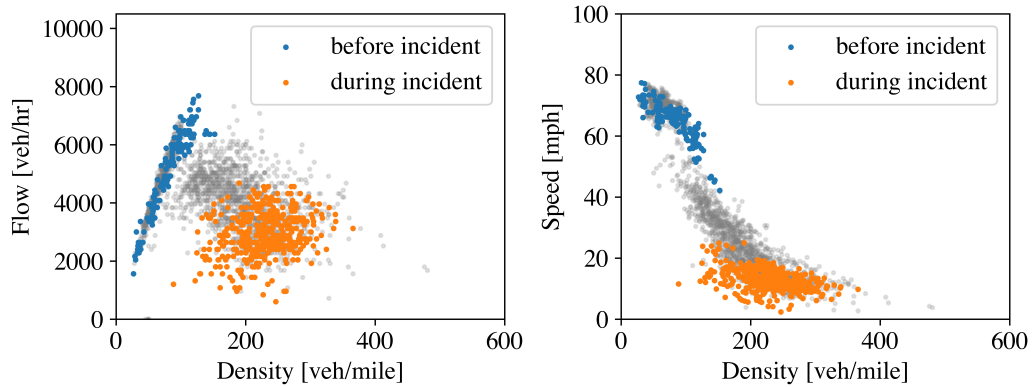 10000
8000
6000
4000
2000
0
Flow [veh/hr]
before incident
during incident
0
200
400
600
Density [veh/mile]
100
80
60
40
20
0
Speed [mph]
before incident
during incident
0
200
400
600
Density [veh/mile]